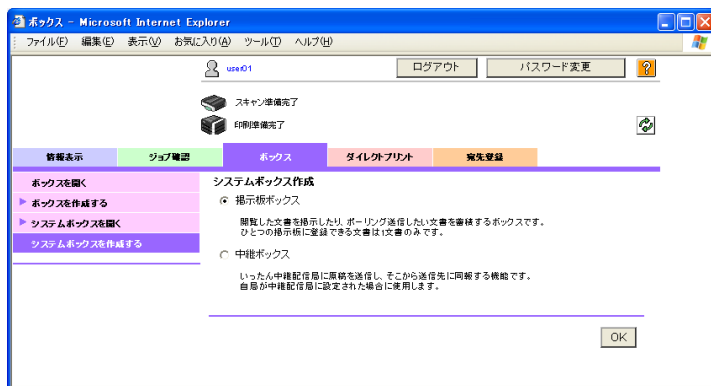 ボックス - Microsoft Internet Explorer
ファイル(F) 編集(E) 表示(V) お気に入り(A) ツール(T) ヘルプ(H)
user01 ログアウト パスワード変更 ?
スキャン準備完了
印刷準備完了
情報表示 ジョブ確認 ボックス ダイレクトプリント 宛先登録
ボックスを開く
ボックスを作成する
システムボックスを開く
システムボックスを作成する
システムボックス作成
掲示板ボックス
閲覧した文書を掲示したり、ポーリング送信したい文書を蓄積するボックスです。
ひとつの掲示板に登録できる文書は1文書のみです。
中継ボックス
いったん中継配信局に原稿を送信し、そこから送信先に同報する機能です。
自局が中継配信局に設定された場合に使用します。
OK